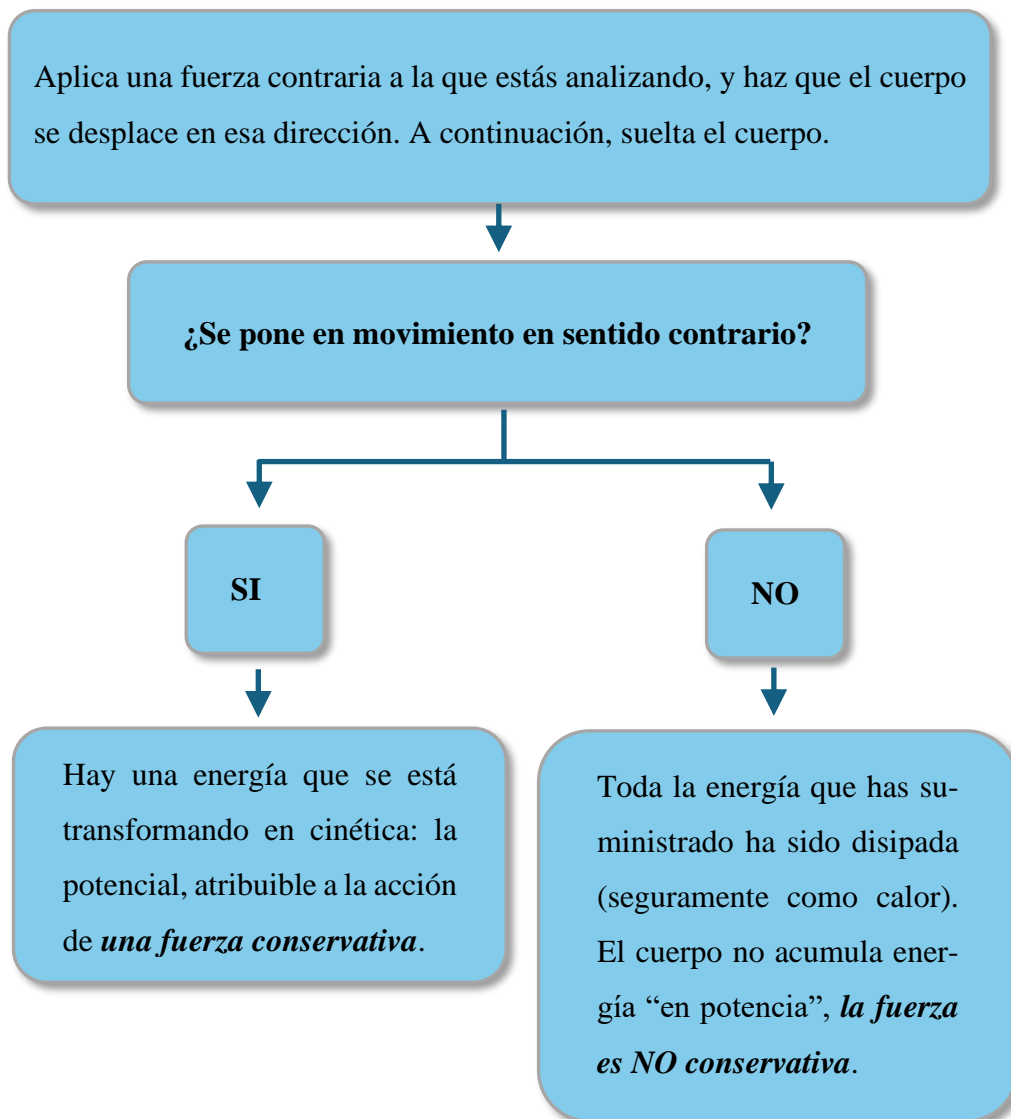 Aplica una fuerza contraria a la que estás analizando, y haz que el cuerpo
se desplace en esa dirección. A continuación, suelta el cuerpo.
¿Se pone en movimiento en sentido contrario?
SI
NO
Hay una energía que se está
transformando en cinética: la
potencial, atribuible a la acción
de una fuerza conservativa.
Toda la energía que has su-
ministrado ha sido disipada
(seguramente como calor).
El cuerpo no acumula ener-
gía “en potencia”, la fuerza
es NO conservativa.